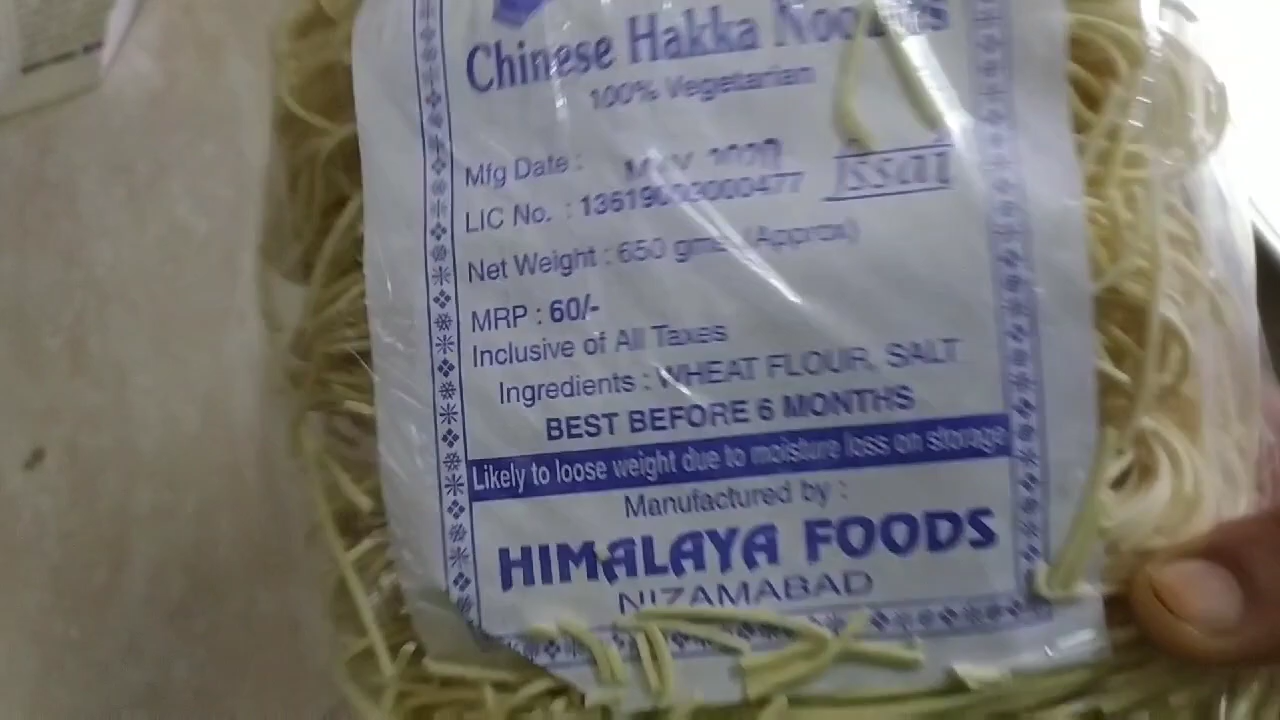 Chinese Hakka Noodles
100% Vegetarian
Mfg Date :
fssai
LIC No. : 13619003000477
Net Weight : 650 gms (Approx)
MRP : 60/-
Inclusive of All Taxes
Ingredients : WHEAT FLOUR, SALT
BEST BEFORE 6 MONTHS
Likely to loose weight due to moisture loss on storage
Manufactured by :
HIMALAYA FOODS
NIZAMABAD